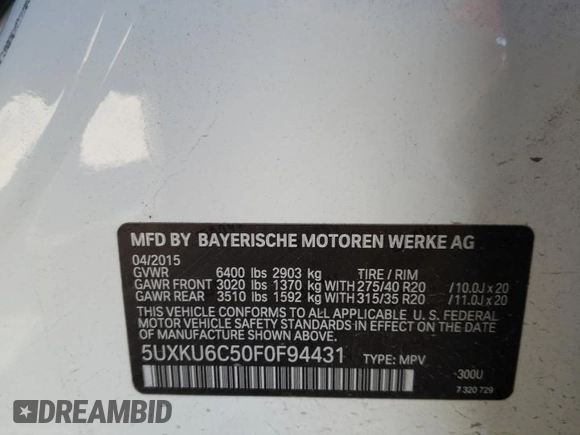 MFD BY BAYERISCHE MOTOREN WERKE AG
04/2015
GVWR 6400 lbs 2903 kg TIRE / RIM
GAWR FRONT 3020 lbs 1370 kg WITH 275/40 R20 /10.0J x 20
GAWR REAR 3510 lbs 1592 kg WITH 315/35 R20 /11.0J x 20
THIS VEHICLE CONFORMS TO ALL APPLICABLE U. S. FEDERAL
MOTOR VEHICLE SAFETY STANDARDS IN EFFECT ON THE DATE
OF MANUFACTURE SHOWN ABOVE.
5UXKU6C50F0F94431 TYPE: MPV
-300U
7 320 729
DREAMBID